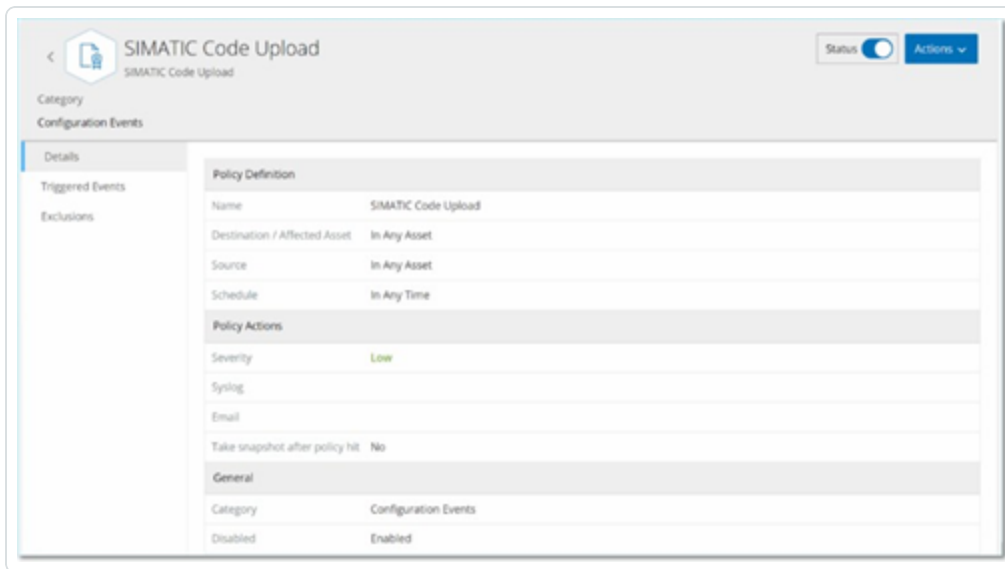 SIMATIC Code Upload
SIMATIC Code Upload
Status
Actions
Category
Configuration Events
Details
Triggered Events
Exclusions
Policy Definition
Name SIMATIC Code Upload
Destination / Affected Asset In Any Asset
Source In Any Asset
Schedule In Any Time
Policy Actions
Severity Low
Syslog
Email
Take snapshot after policy hit No
General
Category Configuration Events
Disabled Enabled